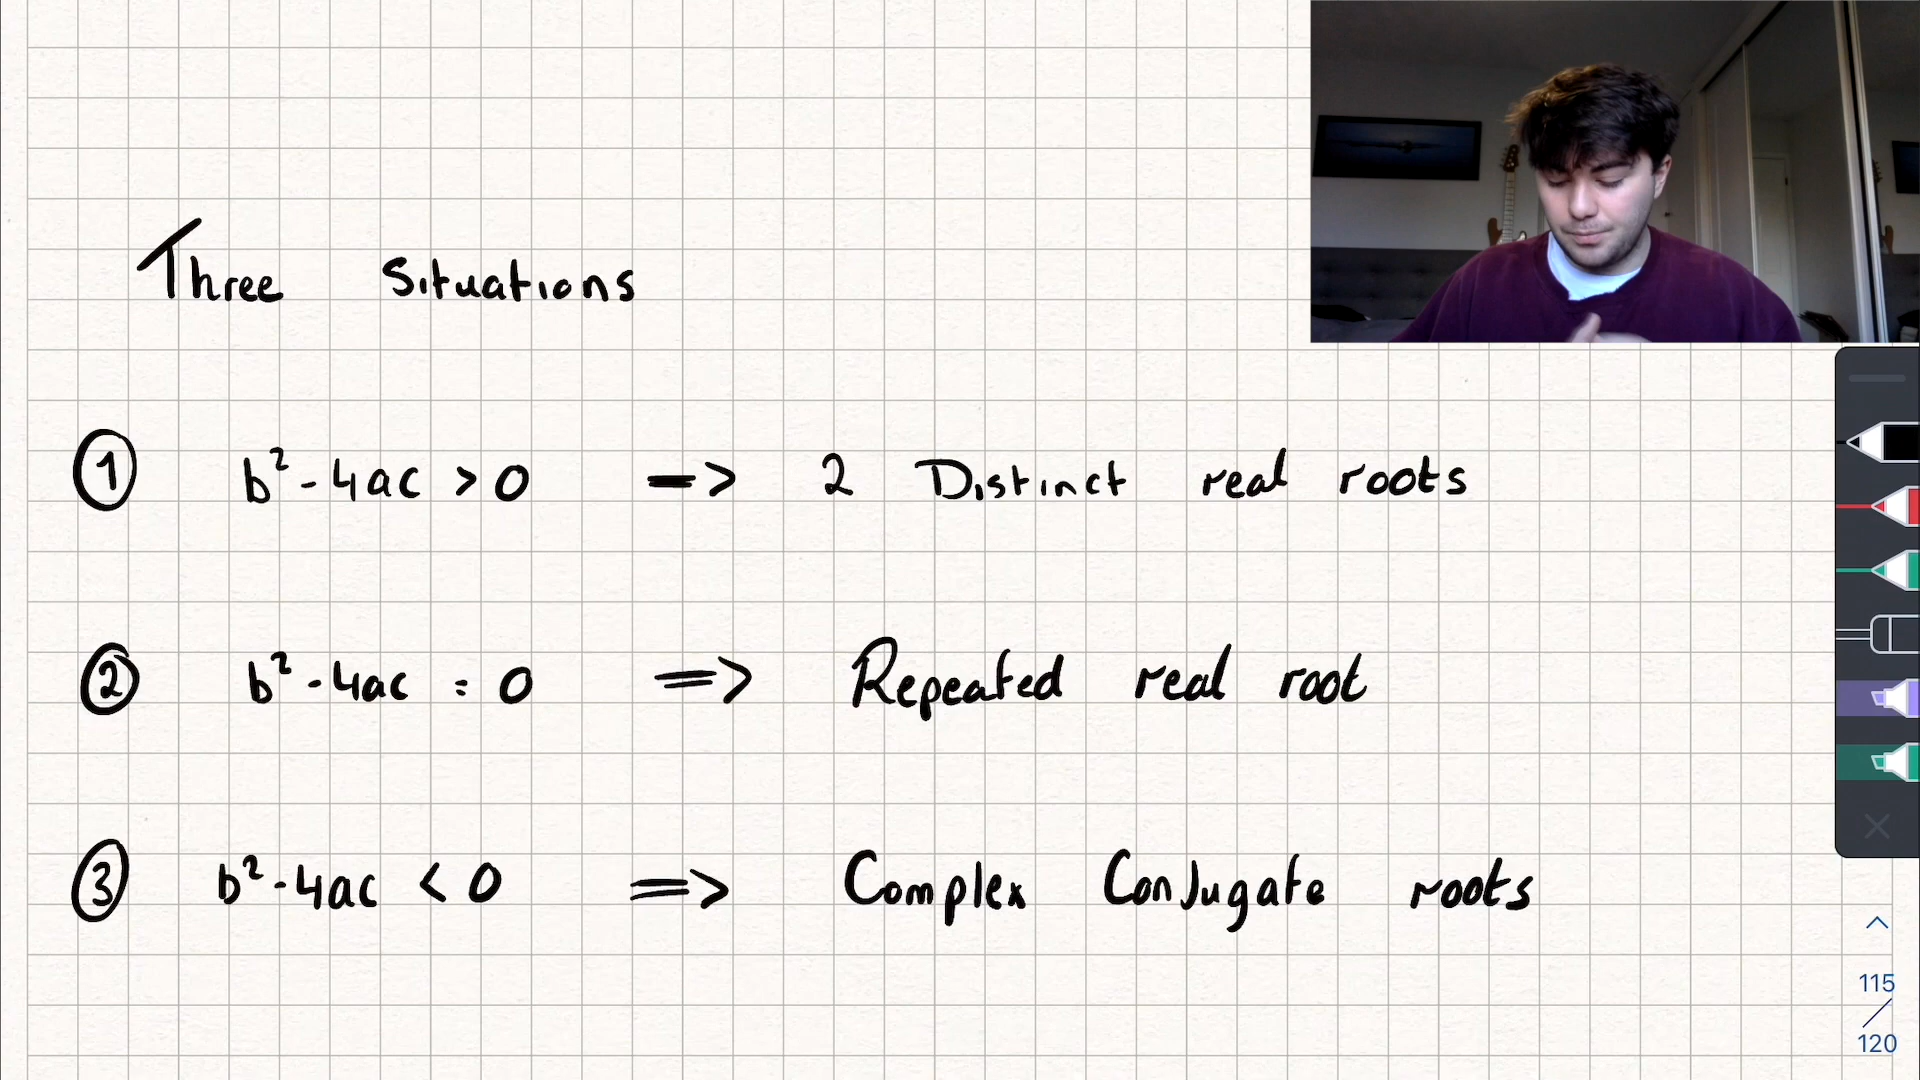 Three Situations
① b²-4ac > 0 => 2 Distinct real roots
② b²-4ac = 0 => Repeated real root
③ b²-4ac < 0 => Complex Conjugate roots
115
/
120